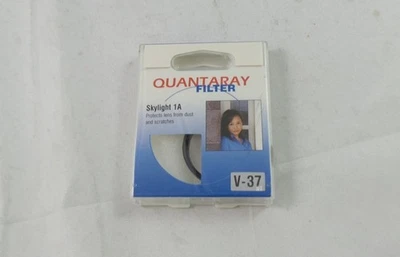 QUANTARAY
FILTER
Skylight 1A
Protects lens from dust
and scratches
V-37